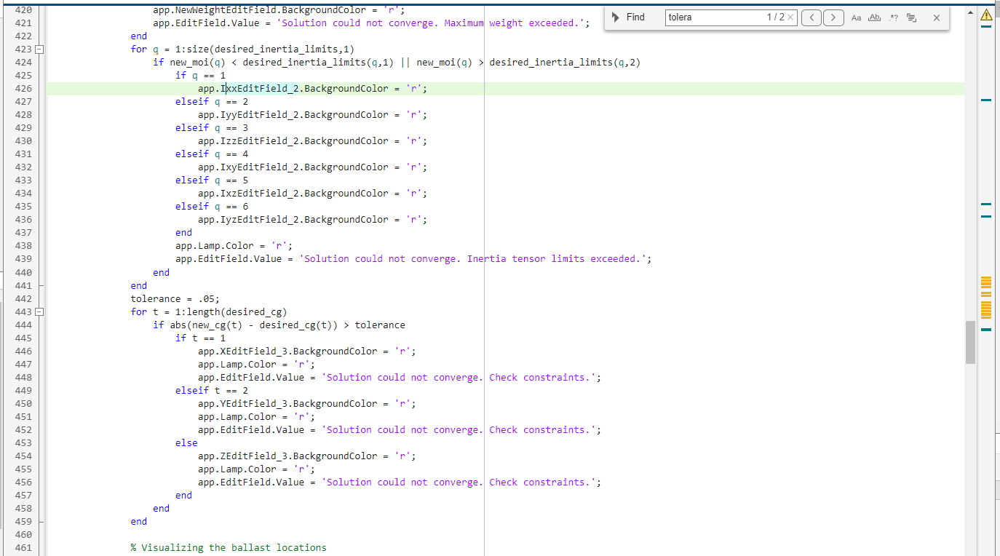 Find tolera 1 / 2 × Aa Ab .*?
420 app.NewWeightEditField.BackgroundColor = 'r';
421 app.EditField.Value = 'Solution could not converge. Maximum weight exceeded.';
422 end
423 for q = 1:size(desired_inertia_limits,1)
424 if new_moi(q) < desired_inertia_limits(q,1) || new_moi(q) > desired_inertia_limits(q,2)
425 if q == 1
426 app.IxxEditField_2.BackgroundColor = 'r';
427 elseif q == 2
428 app.IyyEditField_2.BackgroundColor = 'r';
429 elseif q == 3
430 app.IzzEditField_2.BackgroundColor = 'r';
431 elseif q == 4
432 app.IxyEditField_2.BackgroundColor = 'r';
433 elseif q == 5
434 app.IxzEditField_2.BackgroundColor = 'r';
435 elseif q == 6
436 app.IyzEditField_2.BackgroundColor = 'r';
437 end
438 app.Lamp.Color = 'r';
439 app.EditField.Value = 'Solution could not converge. Inertia tensor limits exceeded.';
440 end
441 end
442 tolerance = .05;
443 for t = 1:length(desired_cg)
444 if abs(new_cg(t) - desired_cg(t)) > tolerance
445 if t == 1
446 app.XEditField_3.BackgroundColor = 'r';
447 app.Lamp.Color = 'r';
448 app.EditField.Value = 'Solution could not converge. Check constraints.';
449 elseif t == 2
450 app.YEditField_3.BackgroundColor = 'r';
451 app.Lamp.Color = 'r';
452 app.EditField.Value = 'Solution could not converge. Check constraints.';
453 else
454 app.ZEditField_3.BackgroundColor = 'r';
455 app.Lamp.Color = 'r';
456 app.EditField.Value = 'Solution could not converge. Check constraints.';
457 end
458 end
459 end
460
461 % Visualizing the ballast locations